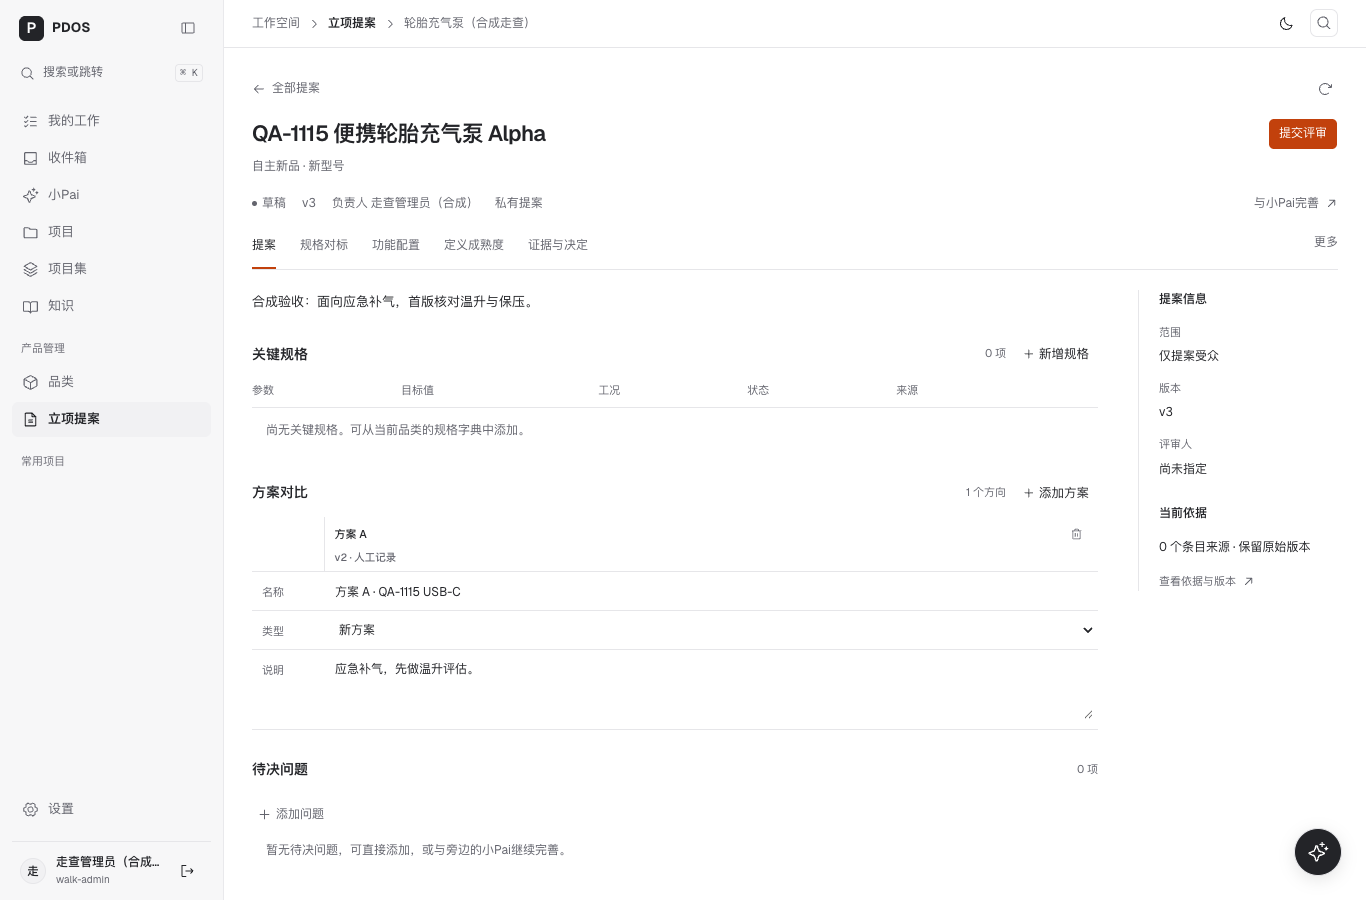 P PDOS
搜索或跳转 ⌘ K
我的工作
收件箱
小Pai
项目
项目集
知识
产品管理
品类
立项提案
常用项目
设置
走 走查管理员（合成...
walk-admin
工作空间 > 立项提案 > 轮胎充气泵（合成走查）
← 全部提案
QA-1115 便携轮胎充气泵 Alpha
提交评审
自主新品 · 新型号
• 草稿 v3 负责人 走查管理员（合成） 私有提案
与小Pai完善 ↗
提案 规格对标 功能配置 定义成熟度 证据与决定
更多
合成验收：面向应急补气，首版核对温升与保压。
关键规格 0 项 + 新增规格
参数 目标值 工况 状态 来源
尚无关键规格。可从当前品类的规格字典中添加。
方案对比 1 个方向 + 添加方案
方案 A
v2 · 人工记录
名称 方案 A · QA-1115 USB-C
类型 新方案
说明 应急补气，先做温升评估。
待决问题 0 项
+ 添加问题
暂无待决问题，可直接添加，或与旁边的小Pai继续完善。
提案信息
范围
仅提案受众
版本
v3
评审人
尚未指定
当前依据
0 个条目来源 · 保留原始版本
查看依据与版本 ↗